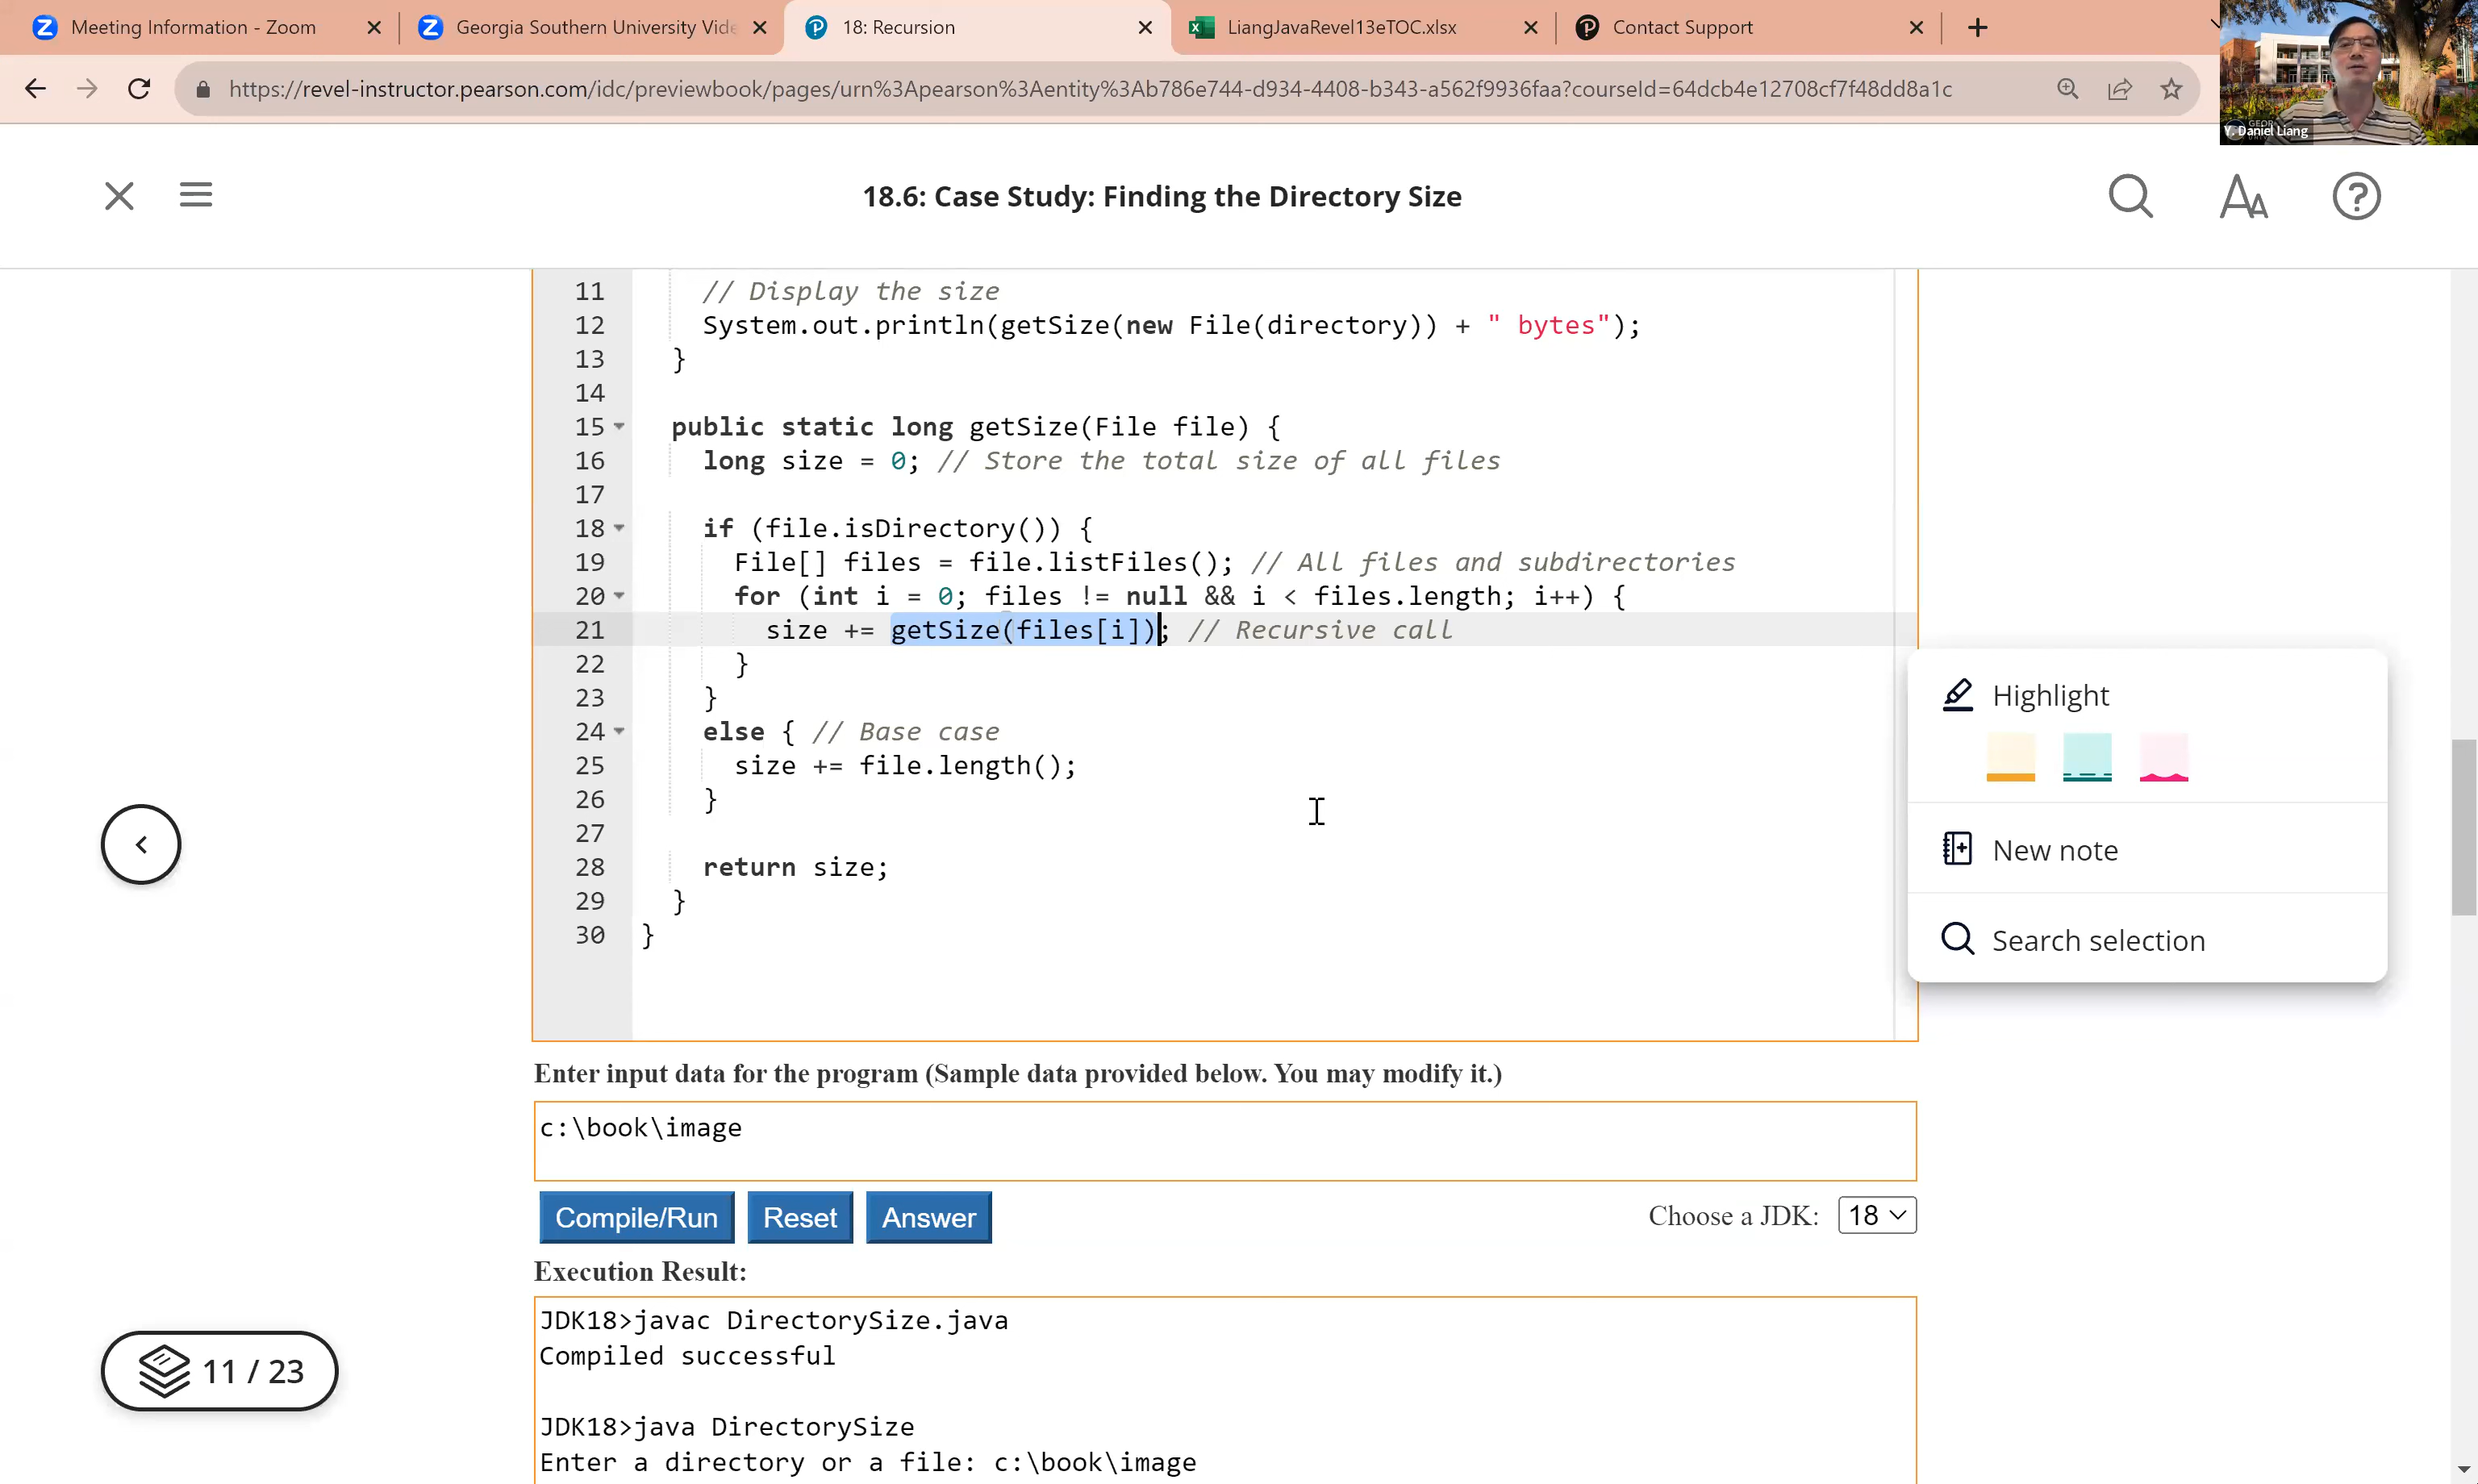 Meeting Information - Zoom
Georgia Southern University Vide
18: Recursion
LiangJavaRevel13eTOC.xlsx
Contact Support
https://revel-instructor.pearson.com/idc/previewbook/pages/urn%3Apearson%3Aentity%3Ab786e744-d934-4408-b343-a562f9936faa?courseId=64dcb4e12708cf7f48dd8a1c
Y. Daniel Liang
18.6: Case Study: Finding the Directory Size
11 // Display the size
12 System.out.println(getSize(new File(directory)) + " bytes");
13 }
14
15 public static long getSize(File file) {
16 long size = 0; // Store the total size of all files
17
18 if (file.isDirectory()) {
19 File[] files = file.listFiles(); // All files and subdirectories
20 for (int i = 0; files != null && i < files.length; i++) {
21 size += getSize(files[i]); // Recursive call
22 }
23 }
24 else { // Base case
25 size += file.length();
26 }
27
28 return size;
29 }
30 }
Highlight
New note
Search selection
Enter input data for the program (Sample data provided below. You may modify it.)
c:\book\image
Compile/Run Reset Answer
Choose a JDK: 18
Execution Result:
JDK18>javac DirectorySize.java
Compiled successful
JDK18>java DirectorySize
Enter a directory or a file: c:\book\image
11 / 23